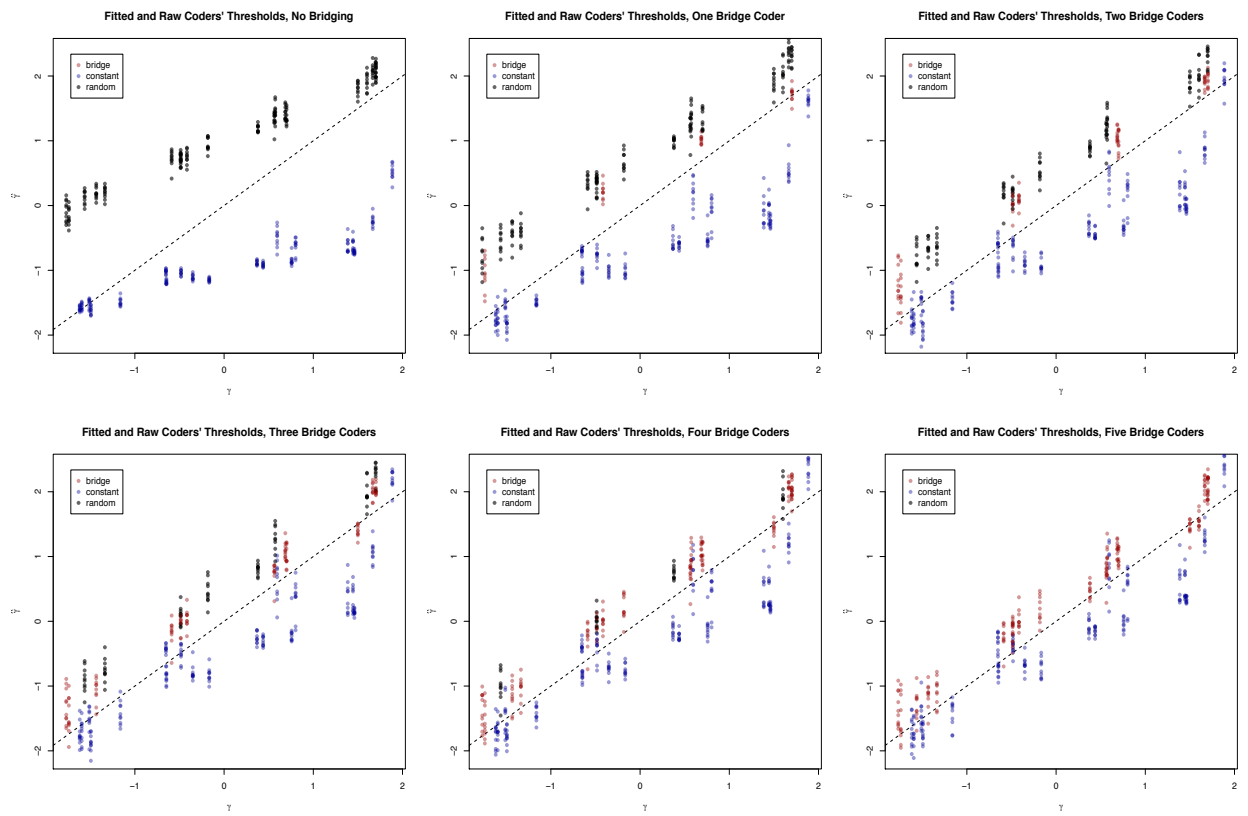 Fitted and Raw Coders' Thresholds, No Bridging
Fitted and Raw Coders' Thresholds, One Bridge Coder
Fitted and Raw Coders' Thresholds, Two Bridge Coders
bridge
constant
random
bridge
constant
random
bridge
constant
random
2
1
0
−1
−2
2
1
0
−1
−2
2
1
0
−1
−2
−1 0 1 2
−1 0 1 2
−1 0 1 2
γ
γ
γ
Fitted and Raw Coders' Thresholds, Three Bridge Coders
Fitted and Raw Coders' Thresholds, Four Bridge Coders
Fitted and Raw Coders' Thresholds, Five Bridge Coders
bridge
constant
random
bridge
constant
random
bridge
constant
random
2
1
0
−1
−2
2
1
0
−1
−2
2
1
0
−1
−2
−1 0 1 2
−1 0 1 2
−1 0 1 2
γ
γ
γ